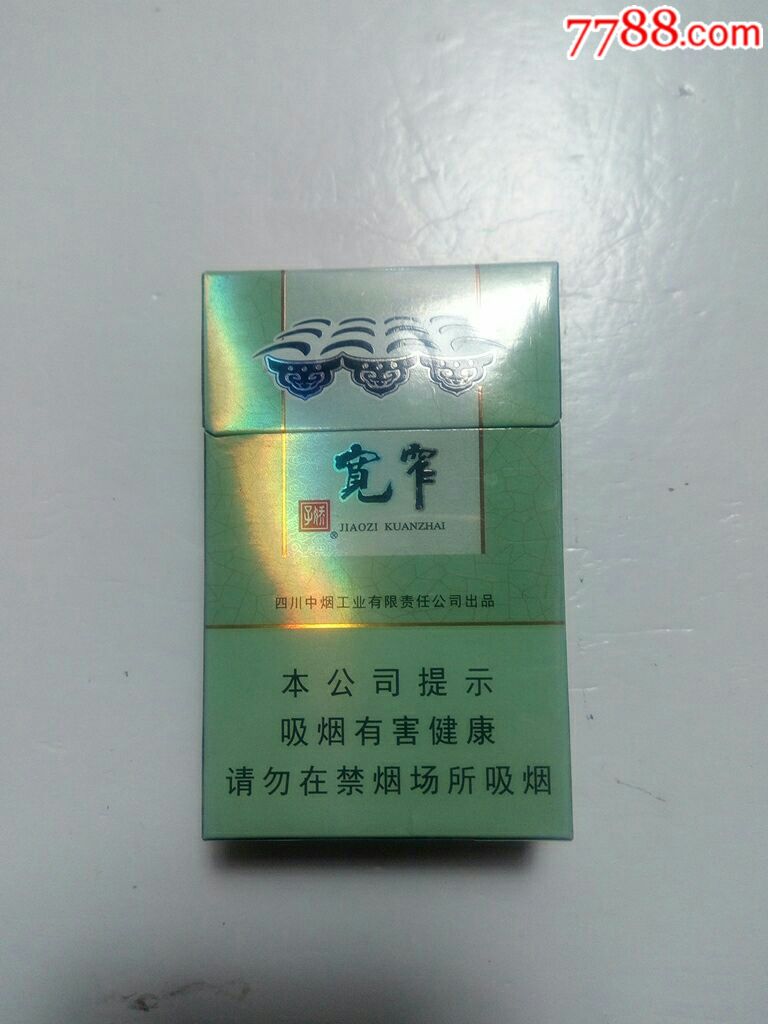 7788.com
宽窄
娇子
®
JIAOZI KUANZHAI
四川中烟工业有限责任公司出品
本公司提示
吸烟有害健康
请勿在禁烟场所吸烟